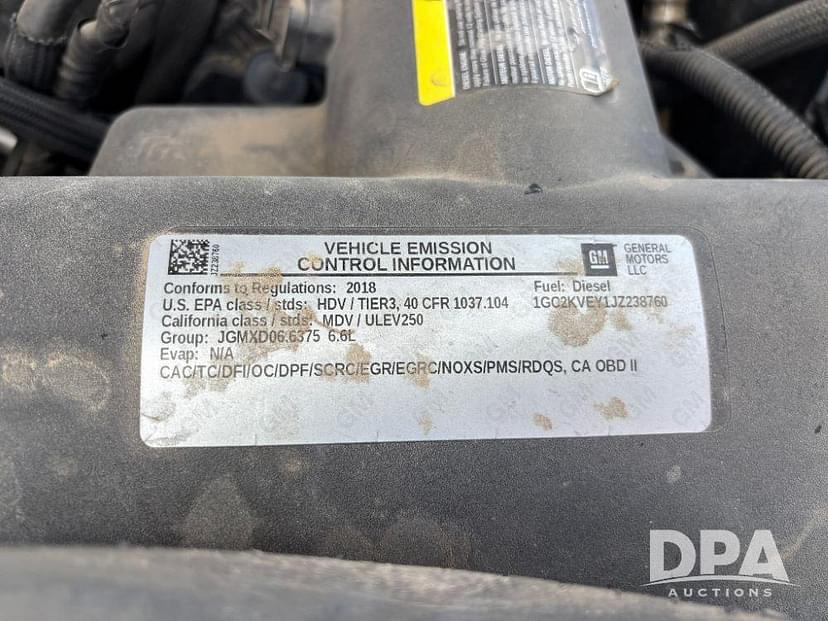 JZ238760
VEHICLE EMISSION
CONTROL INFORMATION
GM
GENERAL
MOTORS
LLC
Conforms to Regulations: 2018
Fuel: Diesel
U.S. EPA class / stds: HDV / TIER3, 40 CFR 1037.104
1GC2KVEY1JZ238760
California class / stds: MDV / ULEV250
Group: JGMXD06.6375 6.6L
Evap: N/A
CAC/TC/DFI/OC/DPF/SCRC/EGR/EGRC/NOXS/PMS/RDQS, CA OBD II
DPA
AUCTIONS